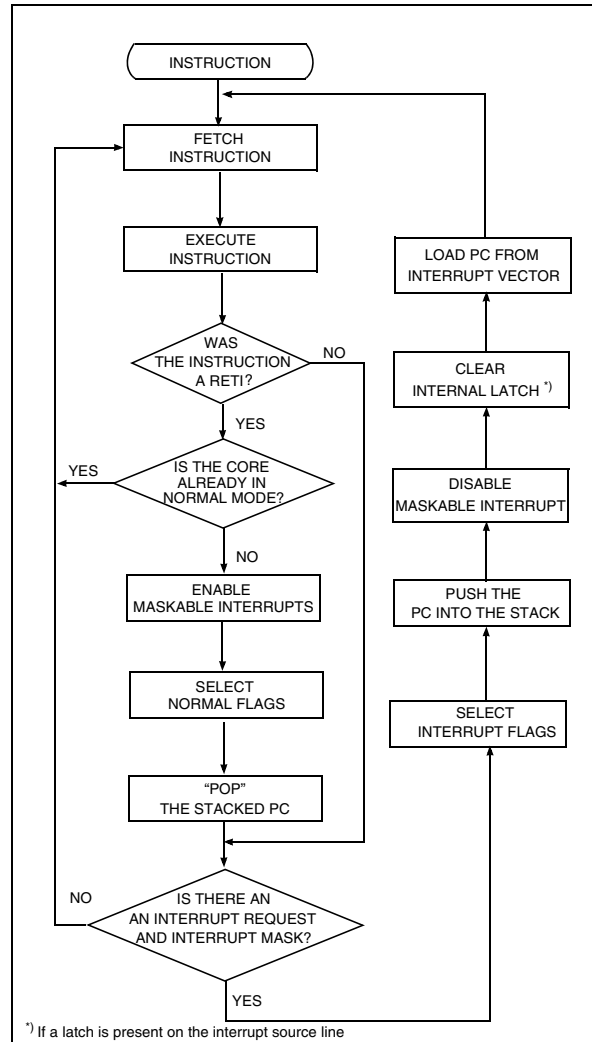 INSTRUCTION
FETCH
INSTRUCTION
EXECUTE
INSTRUCTION
WAS
THE INSTRUCTION
A RETI?
NO
YES
IS THE CORE
ALREADY IN
NORMAL MODE?
YES
NO
ENABLE
MASKABLE INTERRUPTS
SELECT
NORMAL FLAGS
“POP”
THE STACKED PC
IS THERE AN
AN INTERRUPT REQUEST
AND INTERRUPT MASK?
NO
YES
SELECT
INTERRUPT FLAGS
PUSH THE
PC INTO THE STACK
DISABLE
MASKABLE INTERRUPT
CLEAR
INTERNAL LATCH *)
LOAD PC FROM
INTERRUPT VECTOR
*) If a latch is present on the interrupt source line